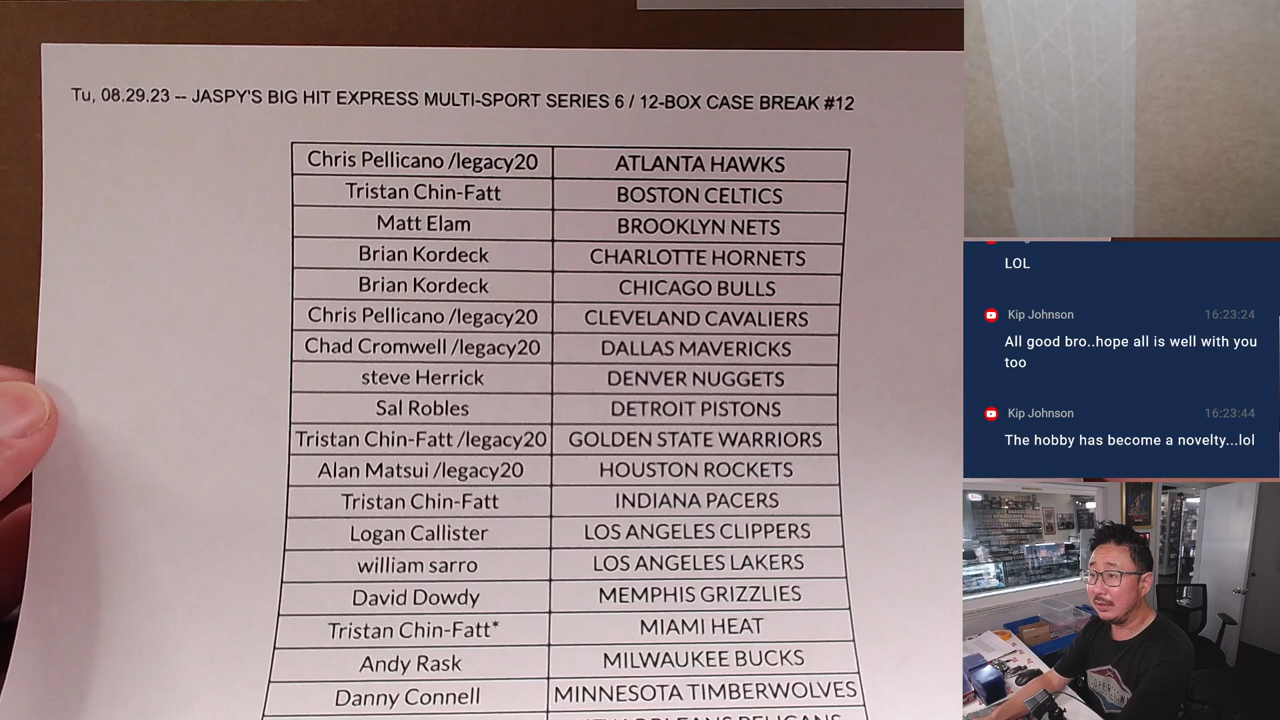 Tu, 08.29.23 -- JASPY'S BIG HIT EXPRESS MULTI-SPORT SERIES 6 / 12-BOX CASE BREAK #12
Chris Pellicano /legacy20 ATLANTA HAWKS
Tristan Chin-Fatt BOSTON CELTICS
Matt Elam BROOKLYN NETS
Brian Kordeck CHARLOTTE HORNETS
Brian Kordeck CHICAGO BULLS
Chris Pellicano /legacy20 CLEVELAND CAVALIERS
Chad Cromwell /legacy20 DALLAS MAVERICKS
steve Herrick DENVER NUGGETS
Sal Robles DETROIT PISTONS
Tristan Chin-Fatt /legacy20 GOLDEN STATE WARRIORS
Alan Matsui /legacy20 HOUSTON ROCKETS
Tristan Chin-Fatt INDIANA PACERS
Logan Callister LOS ANGELES CLIPPERS
william sarro LOS ANGELES LAKERS
David Dowdy MEMPHIS GRIZZLIES
Tristan Chin-Fatt* MIAMI HEAT
Andy Rask MILWAUKEE BUCKS
Danny Connell MINNESOTA TIMBERWOLVES
NEW ORLEANS PELICANS
LOL
Kip Johnson 16:23:24
All good bro..hope all is well with you
too
Kip Johnson 16:23:44
The hobby has become a novelty...lol